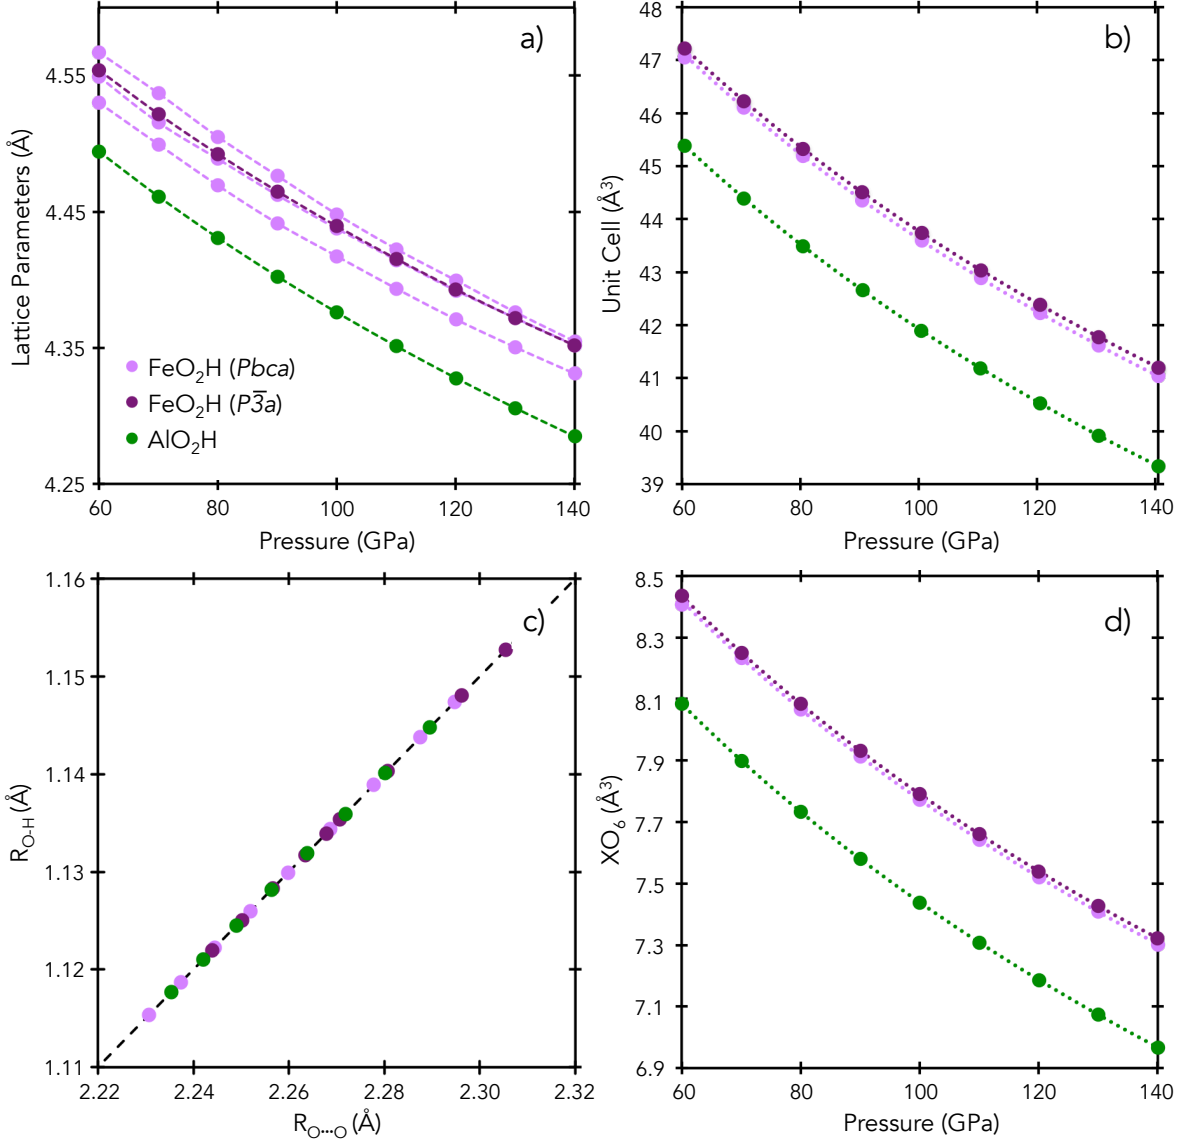 a)
4.55
4.45
4.35
4.25
Lattice Parameters (Å)
FeO₂H (Pbca)
FeO₂H (P3̅a)
AlO₂H
60 80 100 120 140
Pressure (GPa)
b)
48
47
46
45
44
43
42
41
40
39
Unit Cell (Å³)
60 80 100 120 140
Pressure (GPa)
c)
1.16
1.15
1.14
1.13
1.12
1.11
R_O-H (Å)
2.22 2.24 2.26 2.28 2.30 2.32
R_O•••O (Å)
d)
8.5
8.3
8.1
7.9
7.7
7.5
7.3
7.1
6.9
XO₆ (Å³)
60 80 100 120 140
Pressure (GPa)